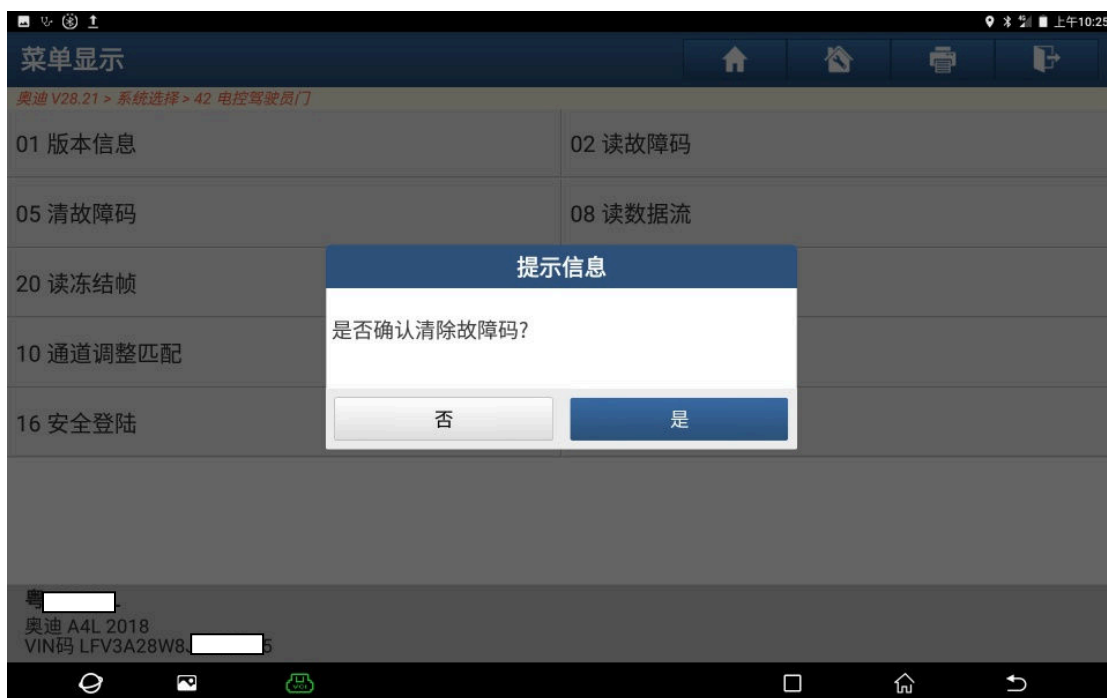 上午10:25
菜单显示
奥迪 V28.21 > 系统选择 > 42 电控驾驶员门
01 版本信息
02 读故障码
05 清故障码
08 读数据流
20 读冻结帧
10 通道调整匹配
16 安全登陆
提示信息
是否确认清除故障码?
否
是
粤
奥迪 A4L 2018
VIN码 LFV3A28W8
5
VCI